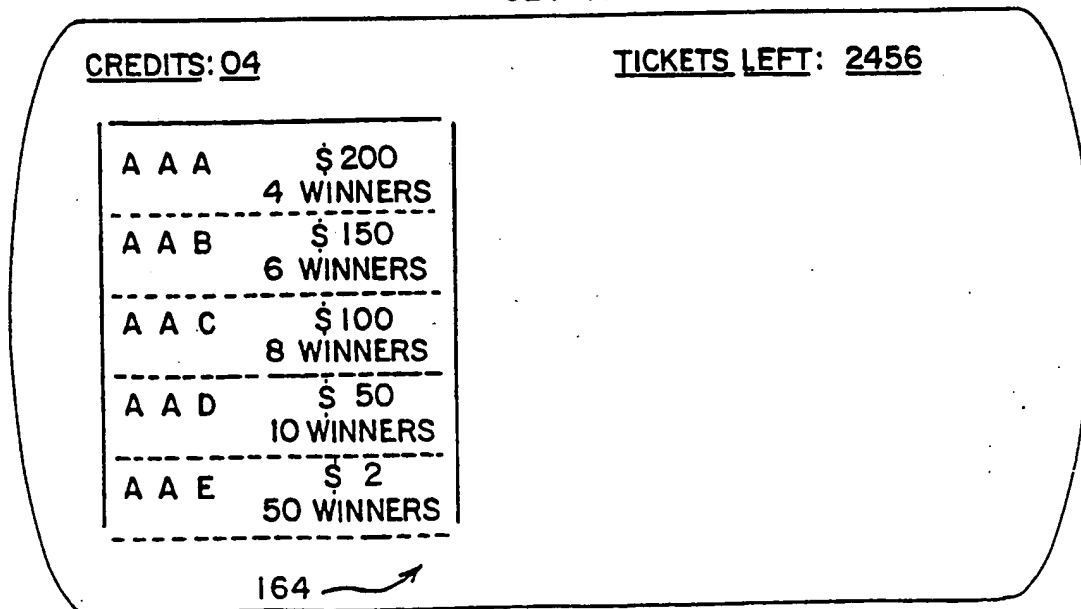 CREDITS: 04 TICKETS LEFT: 2456
A A A $ 200
4 WINNERS
A A B $ 150
6 WINNERS
A A C $ 100
8 WINNERS
A A D $ 50
10 WINNERS
A A E $ 2
50 WINNERS
164